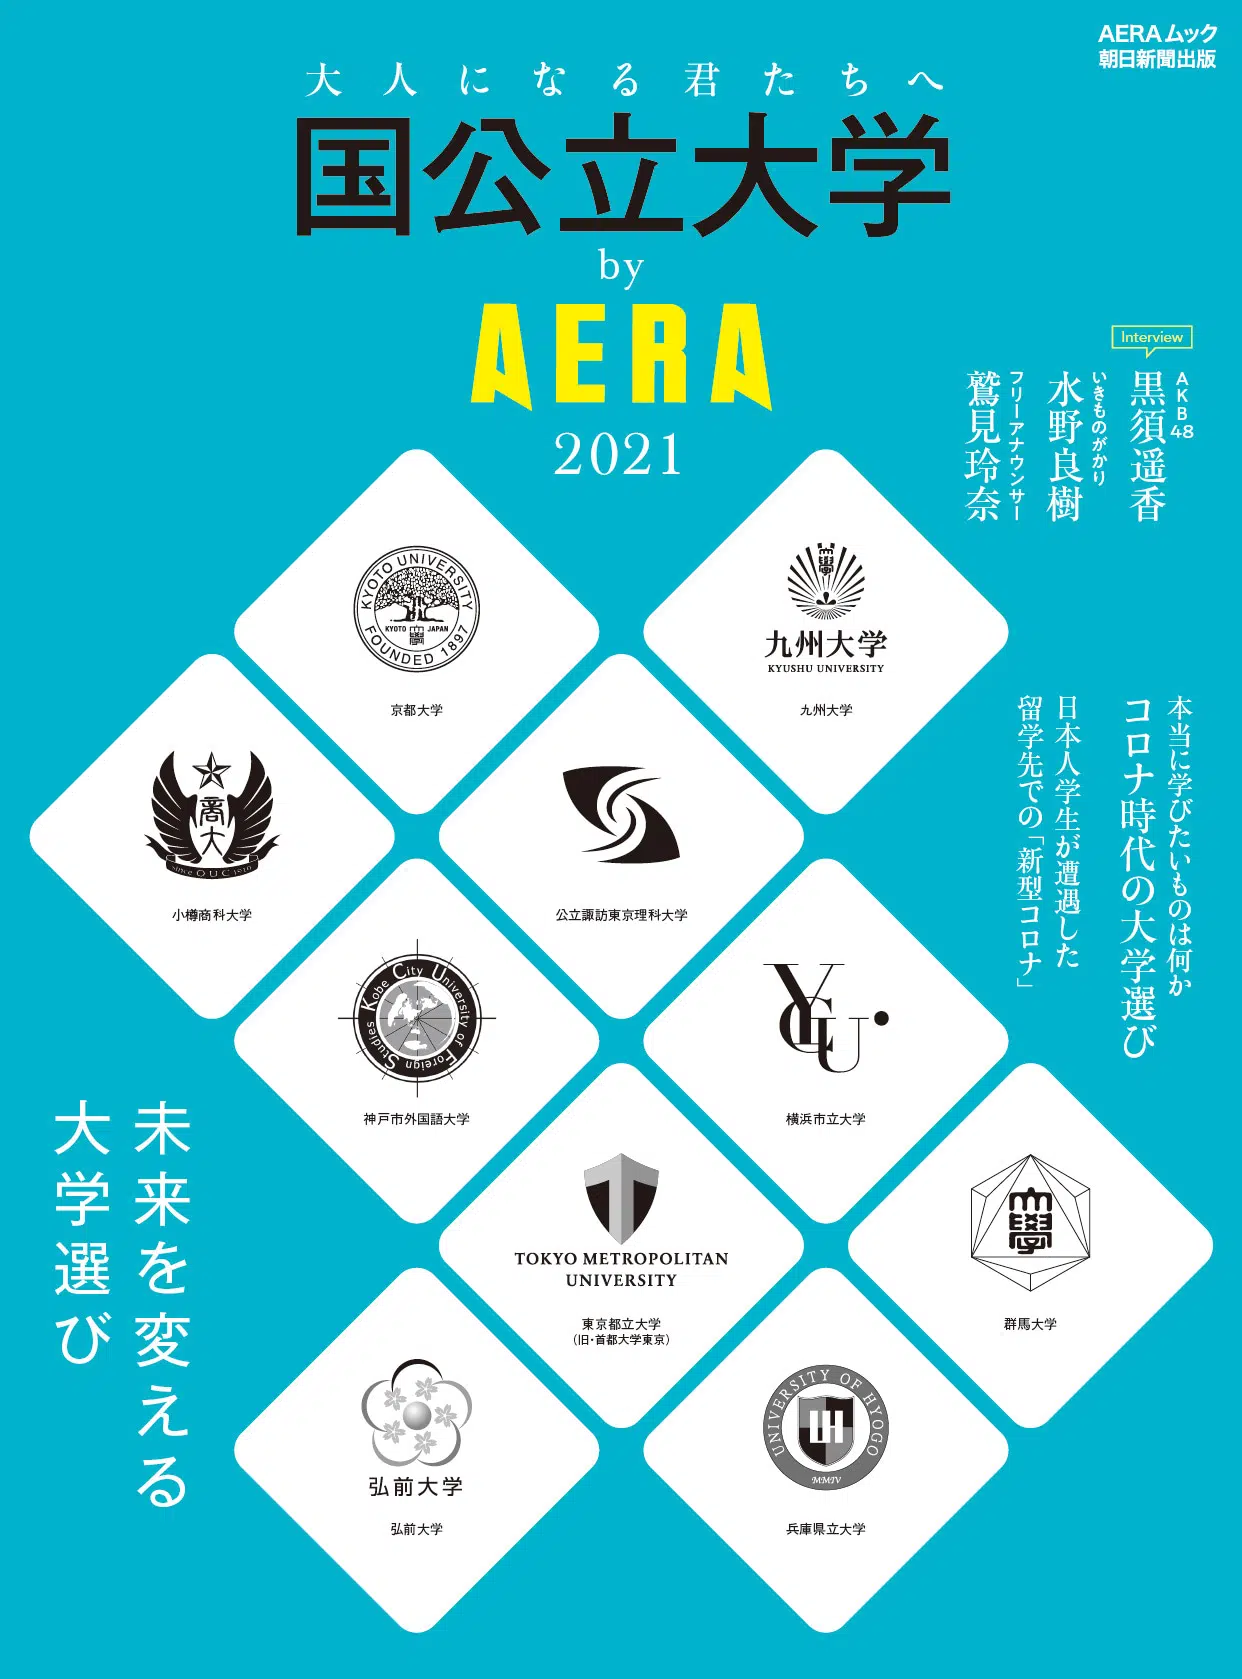 AERAムック
朝日新聞出版
大人になる君たちへ
国公立大学
by
AERA
2021
Interview
AKB48
黒須遥香
いきものがかり
水野良樹
フリーアナウンサー
鷲見玲奈
KYOTO UNIVERSITY
KYOTO JAPAN
大學
FOUNDED 1897
京都大学
大學
九州大学
KYUSHU UNIVERSITY
九州大学
商大
SINCE OUC 1910
小樽商科大学
公立諏訪東京理科大学
本当に学びたいものは何か
コロナ時代の大学選び
日本人学生が遭遇した
留学先での「新型コロナ」
Kobe City University of Foreign Studies
神戸市外国語大学
YCU
横浜市立大学
未来を変える
大学選び
TOKYO METROPOLITAN
UNIVERSITY
東京都立大学
(旧・首都大学東京)
大學
群馬大学
弘前大学
弘前大学
UNIVERSITY OF HYOGO
UH
MMIV
兵庫県立大学